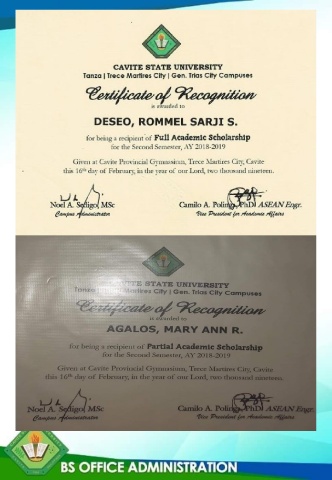 CAVITE STATE UNIVERSITY
Tanza | Trece Martires City | Gen. Trias City Campuses
Certificate of Recognition
is awarded to
DESEO, ROMMEL SARJI S.
for being a recipient of Full Academic Scholarship
for the Second Semester, AY 2018-2019
Given at Cavite Provincial Gymnasium, Trece Martires City, Cavite
this 16th day of February, in the year of our Lord, two thousand nineteen.
Noel A. Sedigo, MSc
Camilo A. Polinga, PhD, ASEAN Engr.
Campus Administrator
Vice President for Academic Affairs
CAVITE STATE UNIVERSITY
Tanza | Trece Martires City | Gen. Trias City Campuses
Certificate of Recognition
is awarded to
AGALOS, MARY ANN R.
for being a recipient of Partial Academic Scholarship
for the Second Semester, AY 2018-2019
Given at Cavite Provincial Gymnasium, Trece Martires City, Cavite
this 16th day of February, in the year of our Lord, two thousand nineteen.
Noel A. Sedigo, MSc
Camilo A. Polinga, PhD, ASEAN Engr
Campus Administrator
Vice President for Academic Affairs
BS OFFICE ADMINISTRATION